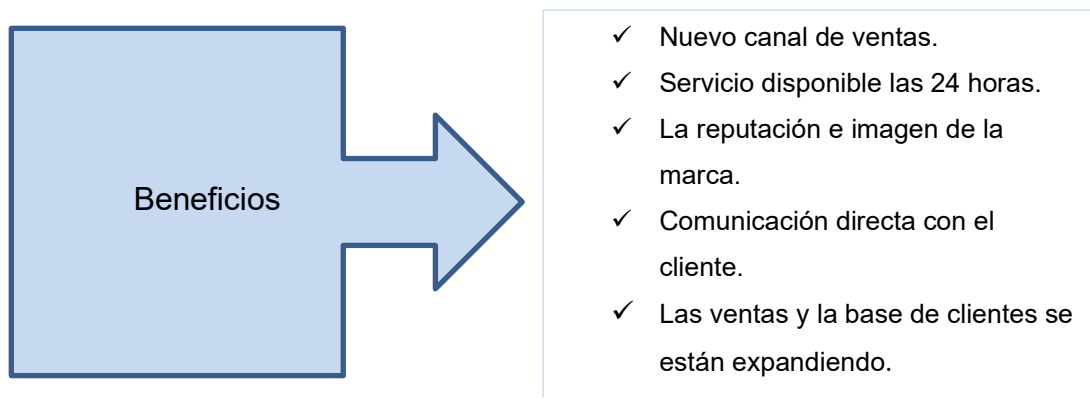 Beneficios
✓ Nuevo canal de ventas.
✓ Servicio disponible las 24 horas.
✓ La reputación e imagen de la
marca.
✓ Comunicación directa con el
cliente.
✓ Las ventas y la base de clientes se
están expandiendo.